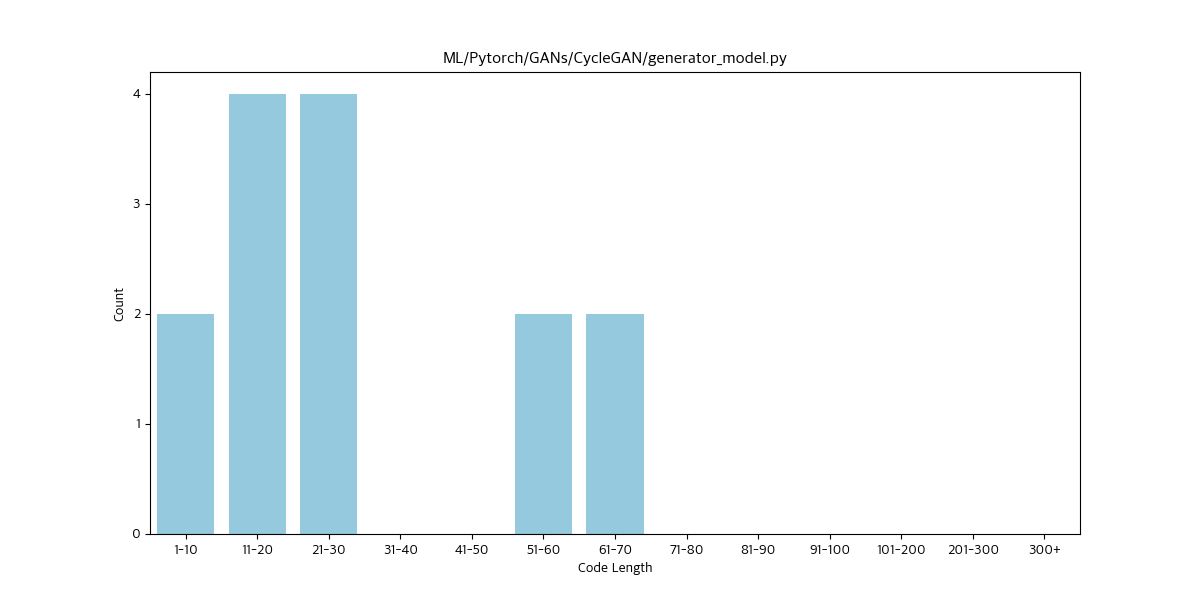 ML/Pytorch/GANs/CycleGAN/generator_model.py
Count
4
3
2
1
0
1-10 11-20 21-30 31-40 41-50 51-60 61-70 71-80 81-90 91-100 101-200 201-300 300+
Code Length